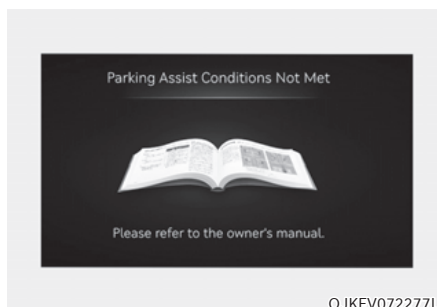 Parking Assist Conditions Not Met
Please refer to the owner's manual.
OJKEV072277L